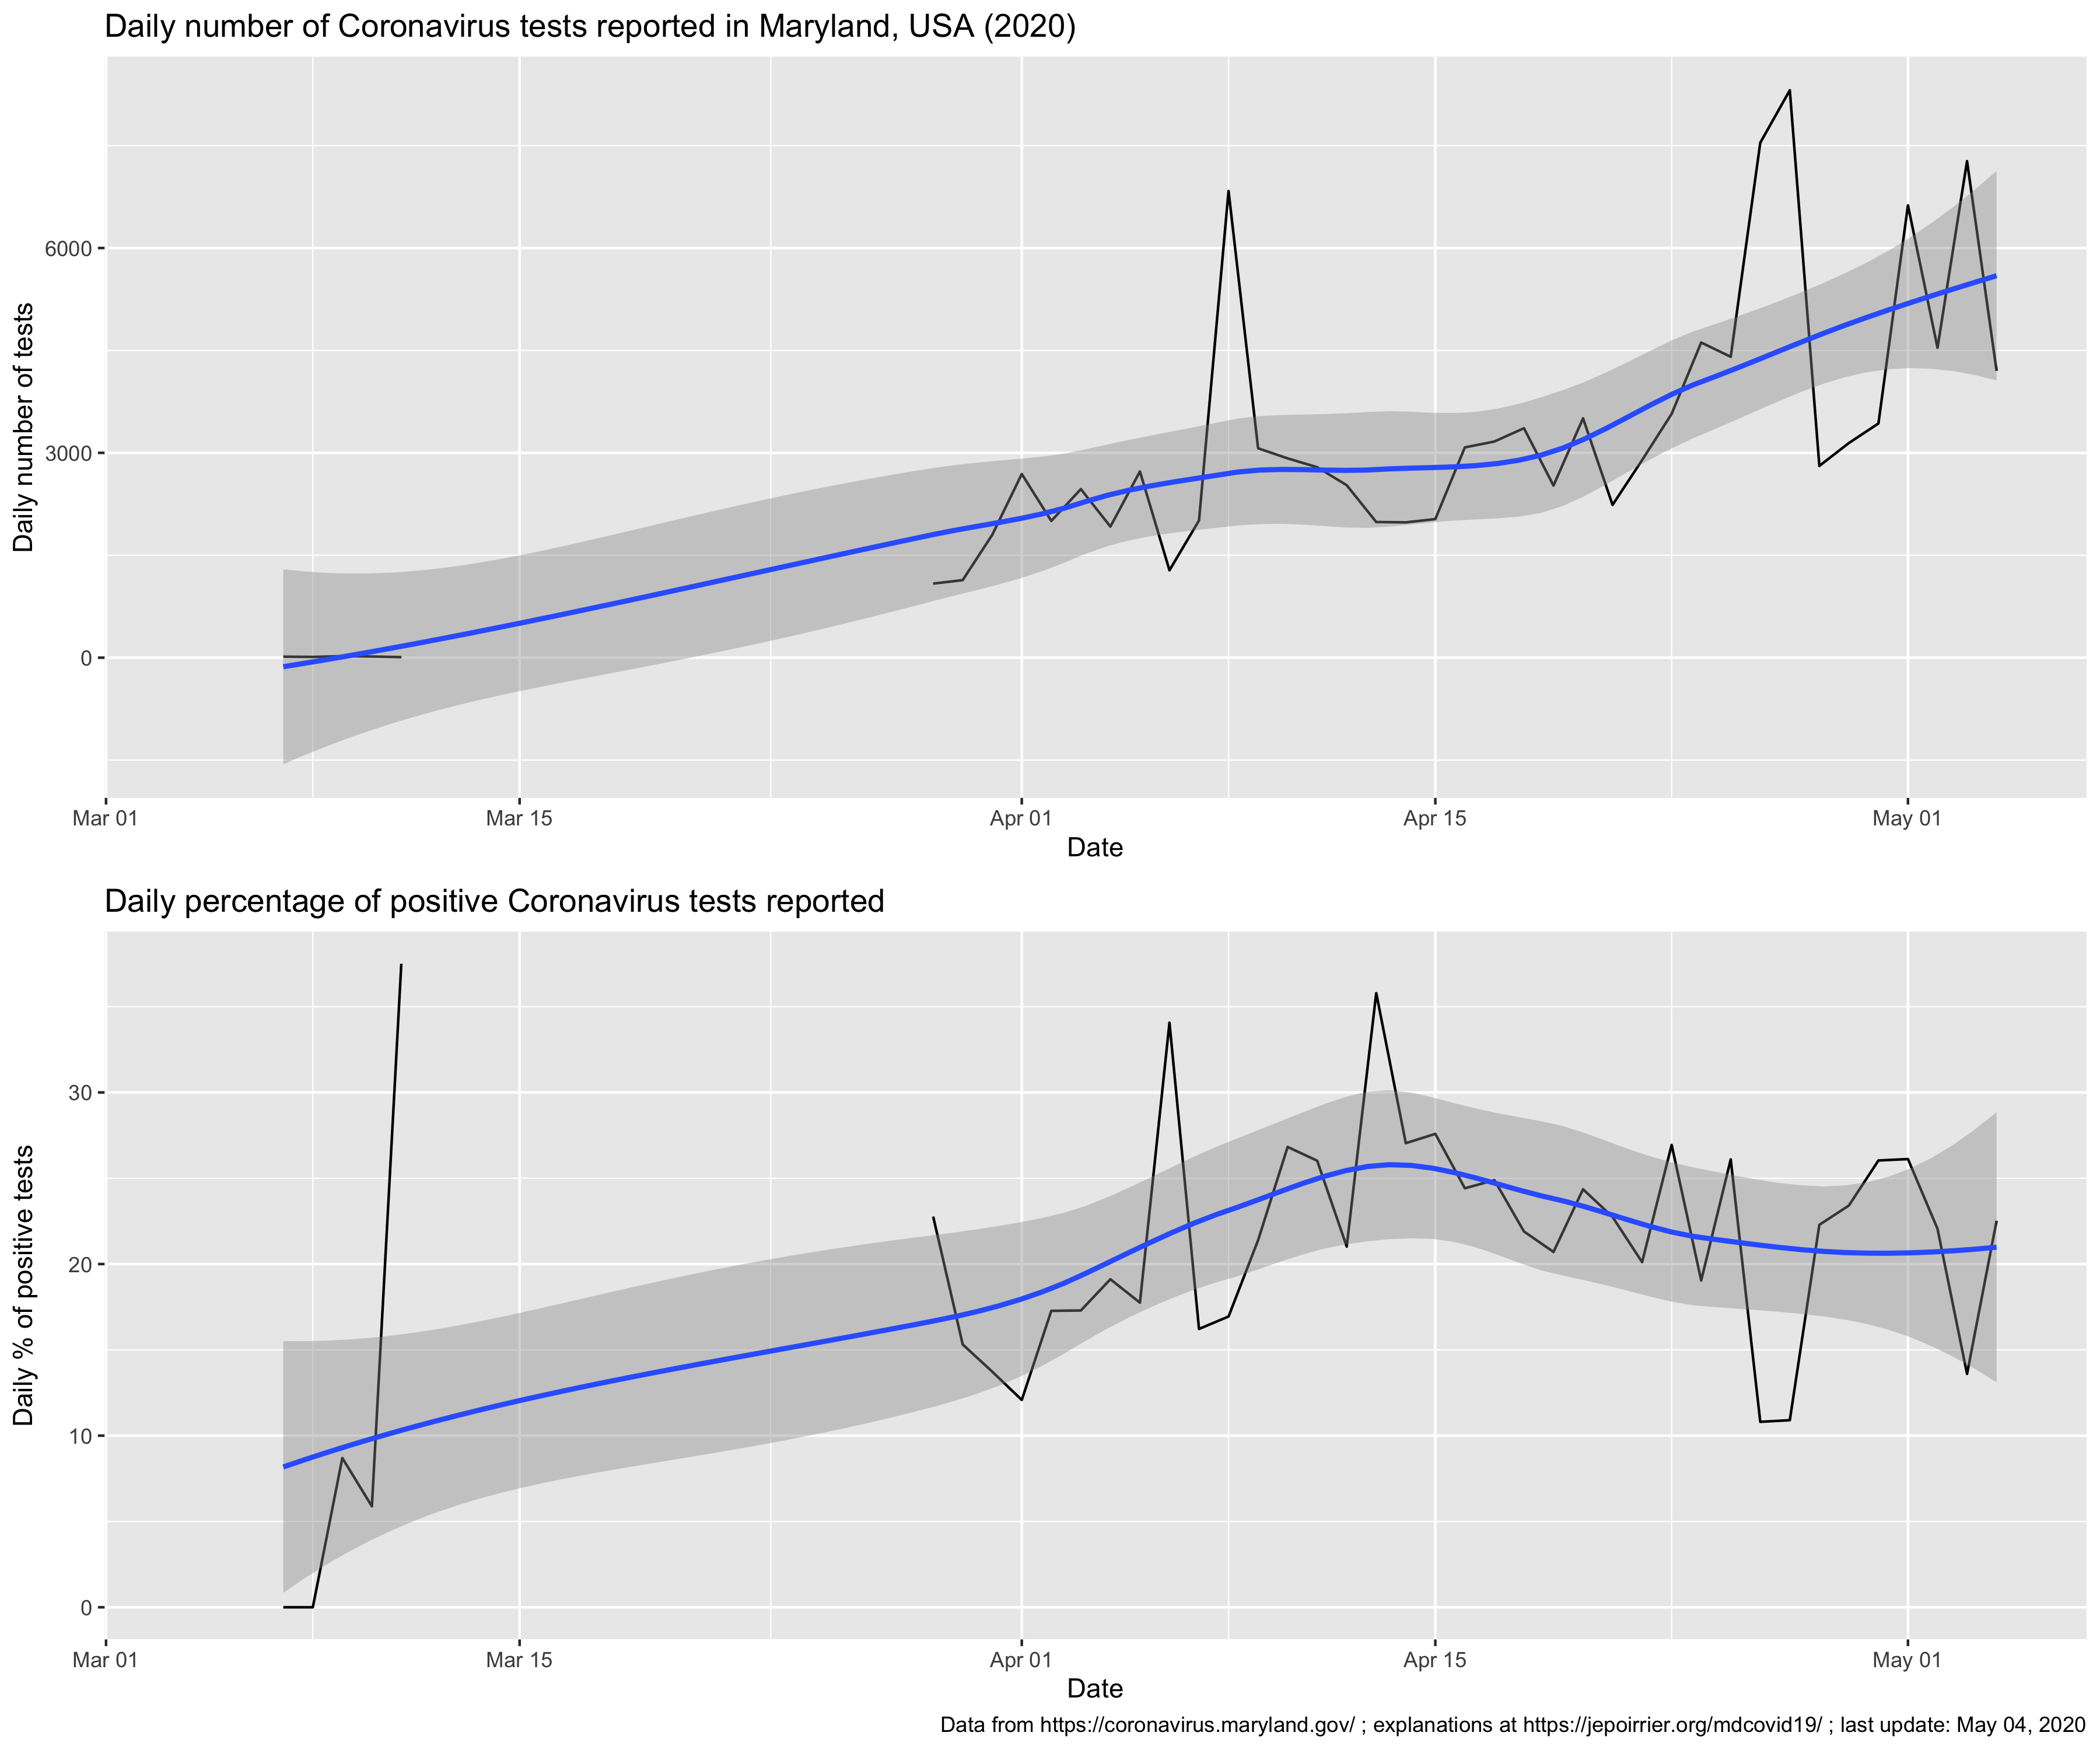 Daily number of Coronavirus tests reported in Maryland, USA (2020)
Daily number of tests
6000
3000
0
Mar 01 Mar 15 Apr 01 Apr 15 May 01
Date
Daily percentage of positive Coronavirus tests reported
Daily % of positive tests
30
20
10
0
Mar 01 Mar 15 Apr 01 Apr 15 May 01
Date
Data from https://coronavirus.maryland.gov/ ; explanations at https://jepoirrier.org/mdcovid19/ ; last update: May 04, 2020